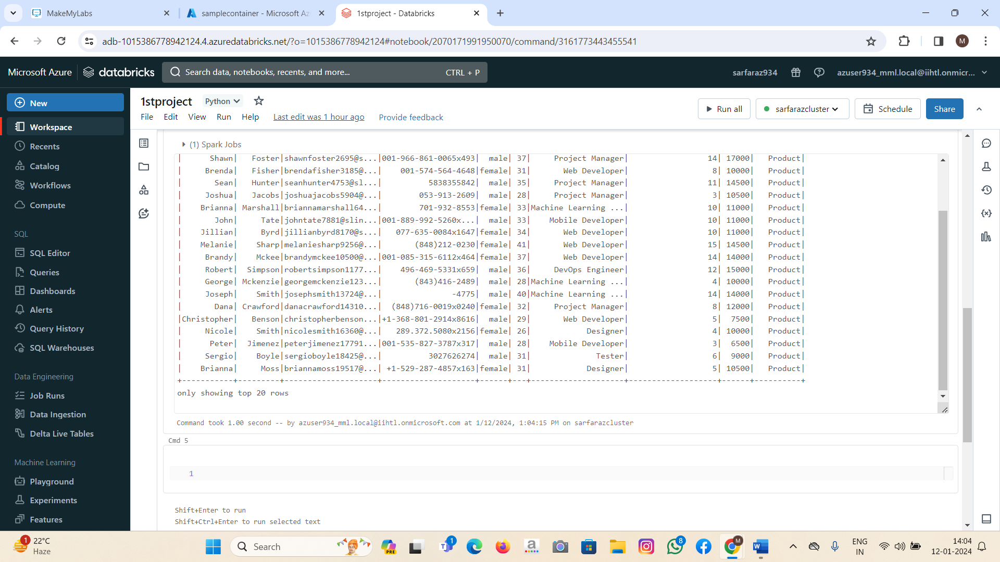 MakeMyLabs
samplecontainer - Microsoft Az
1stproject - Databricks
adb-1015386778942124.4.azuredatabricks.net/?o=1015386778942124#notebook/2070171991950070/command/3161773443455541
M
Microsoft Azure
databricks
Search data, notebooks, recents, and more...
CTRL + P
sarfaraz934
azuser934_mml.local@iihtl.onmicr...
New
Workspace
Recents
Catalog
Workflows
Compute
SQL
SQL Editor
Queries
Dashboards
Alerts
Query History
SQL Warehouses
Data Engineering
Job Runs
Data Ingestion
Delta Live Tables
Machine Learning
Playground
Experiments
Features
1stproject
Python
File Edit View Run Help Last edit was 1 hour ago Provide feedback
Run all
sarfarazcluster
Schedule
Share
(1) Spark Jobs
|      Shawn|   Foster|shawnfoster2695@s...|001-966-861-0065x493|  male| 37|     Project Manager|                 14| 17000|   Product|
|     Brenda|   Fisher|brendafisher3185@...|    001-574-564-4648|female| 31|       Web Developer|                  8| 10000|   Product|
|       Sean|   Hunter|seanhunter4753@sl...|          5838355842|  male| 35|     Project Manager|                 11| 14500|   Product|
|     Joshua|   Jacobs|joshuajacobs5904@...|        053-913-2609|  male| 28|     Project Manager|                  3| 10500|   Product|
|    Brianna| Marshall|briannamarshall64...|        701-932-8553|female| 33|Machine Learning ...|                 10| 11000|   Product|
|       John|     Tate|johntate7881@slin...|001-889-992-5260x...|  male| 33|    Mobile Developer|                 10| 11000|   Product|
|    Jillian|     Byrd|jillianbyrd8170@s...|   077-635-0084x1647|female| 34|       Web Developer|                 10| 11000|   Product|
|    Melanie|    Sharp|melaniesharp9256@...|       (848)212-0230|female| 41|       Web Developer|                 15| 14500|   Product|
|     Brandy|    Mckee|brandymckee10500@...|001-085-315-6112x464|female| 37|       Web Developer|                 14| 14000|   Product|
|     Robert|  Simpson|robertsimpson1177...|    496-469-5331x659|  male| 36|     DevOps Engineer|                 12| 15000|   Product|
|     George| Mckenzie|georgemckenzie123...|       (843)416-2489|  male| 28|Machine Learning ...|                  4| 10000|   Product|
|     Joseph|    Smith|josephsmith13724@...|               -4775|  male| 40|Machine Learning ...|                 14| 14000|   Product|
|       Dana| Crawford|danacrawford14310...|  (848)716-0019x0240|female| 32|     Project Manager|                  8| 12000|   Product|
|Christopher|   Benson|christopherbenson...|+1-368-801-2914x8616|  male| 29|       Web Developer|                  5|  7500|   Product|
|     Nicole|    Smith|nicolesmith16360@...|   289.372.5080x2156|female| 26|            Designer|                  4| 10000|   Product|
|      Peter|  Jimenez|peterjimenez17791...|001-535-827-3787x317|  male| 28|    Mobile Developer|                  3|  6500|   Product|
|     Sergio|    Boyle|sergioboyle18425@...|          3027626274|  male| 31|              Tester|                  6|  9000|   Product|
|    Brianna|     Moss|briannamoss19517@...| +1-529-287-4857x163|female| 31|            Designer|                  5| 10500|   Product|
+-----------+---------+--------------------+--------------------+------+---+--------------------+-------------------+------+----------+
only showing top 20 rows
Command took 1.00 second -- by azuser934_mml.local@iihtl.onmicrosoft.com at 1/12/2024, 1:04:15 PM on sarfarazcluster
Cmd 5
1
Shift+Enter to run
Shift+Ctrl+Enter to run selected text
1
22°C
Haze
Search
PRE
T
1
a
8
M
W
ENG
IN
14:04
12-01-2024